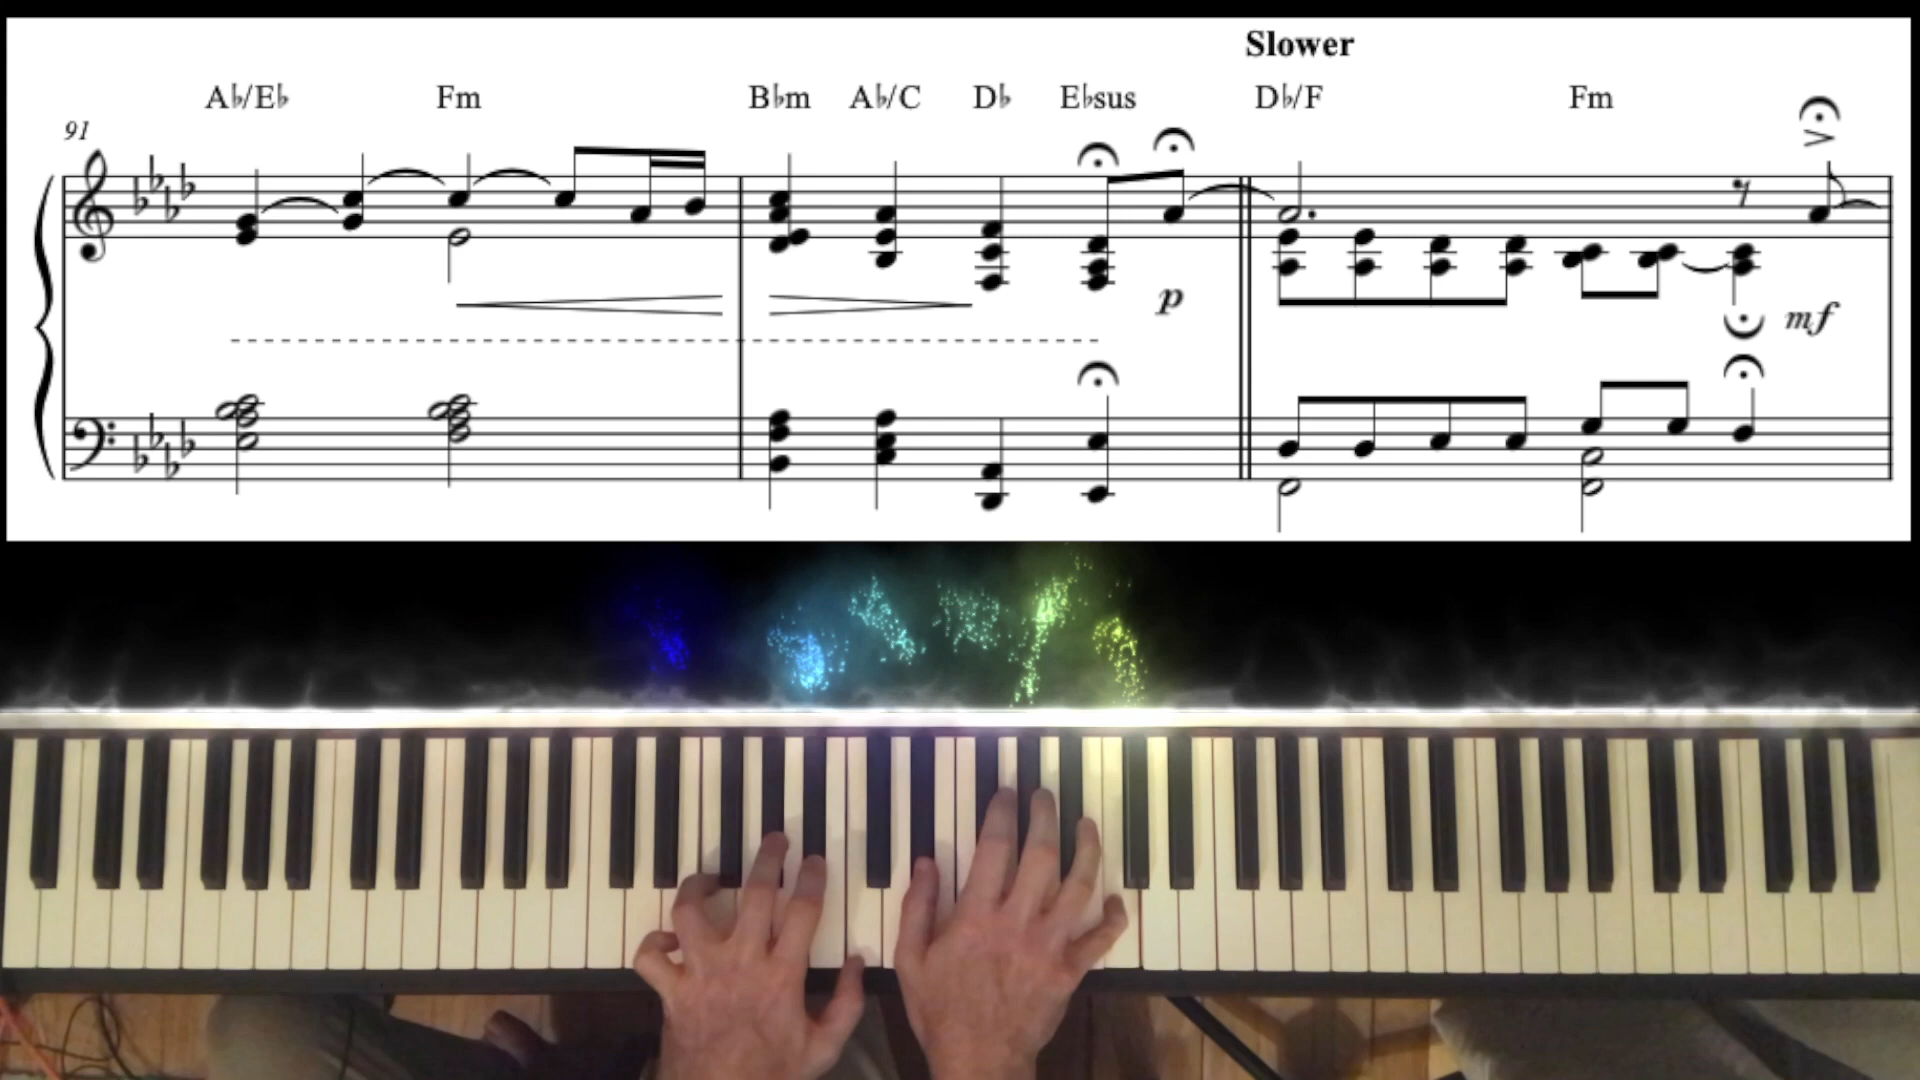 Slower
A♭/E♭ Fm B♭m A♭/C D♭ E♭sus D♭/F Fm
91
p mf